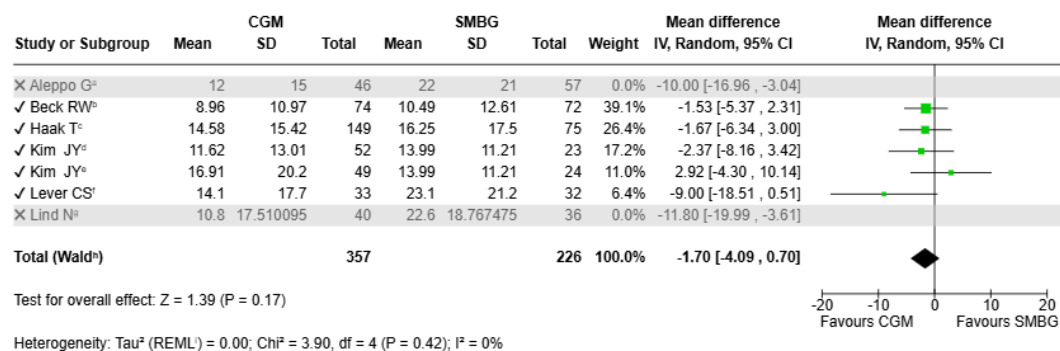 CGM SMBG Mean difference Mean difference
Study or Subgroup Mean SD Total Mean SD Total Weight IV, Random, 95% CI IV, Random, 95% CI
✕ Aleppo Gᵃ 12 15 46 22 21 57 0.0% -10.00 [-16.96 , -3.04]
✓ Beck RWᵇ 8.96 10.97 74 10.49 12.61 72 39.1% -1.53 [-5.37 , 2.31]
✓ Haak Tᶜ 14.58 15.42 149 16.25 17.5 75 26.4% -1.67 [-6.34 , 3.00]
✓ Kim JYᵈ 11.62 13.01 52 13.99 11.21 23 17.2% -2.37 [-8.16 , 3.42]
✓ Kim JYᵉ 16.91 20.2 49 13.99 11.21 24 11.0% 2.92 [-4.30 , 10.14]
✓ Lever CSᶠ 14.1 17.7 33 23.1 21.2 32 6.4% -9.00 [-18.51 , 0.51]
✕ Lind Nᵍ 10.8 17.510095 40 22.6 18.767475 36 0.0% -11.80 [-19.99 , -3.61]
Total (Waldʰ) 357 226 100.0% -1.70 [-4.09 , 0.70]
Test for overall effect: Z = 1.39 (P = 0.17)
-20 -10 0 10 20
Favours CGM Favours SMBG
Heterogeneity: Tau² (REMLⁱ) = 0.00; Chi² = 3.90, df = 4 (P = 0.42); I² = 0%